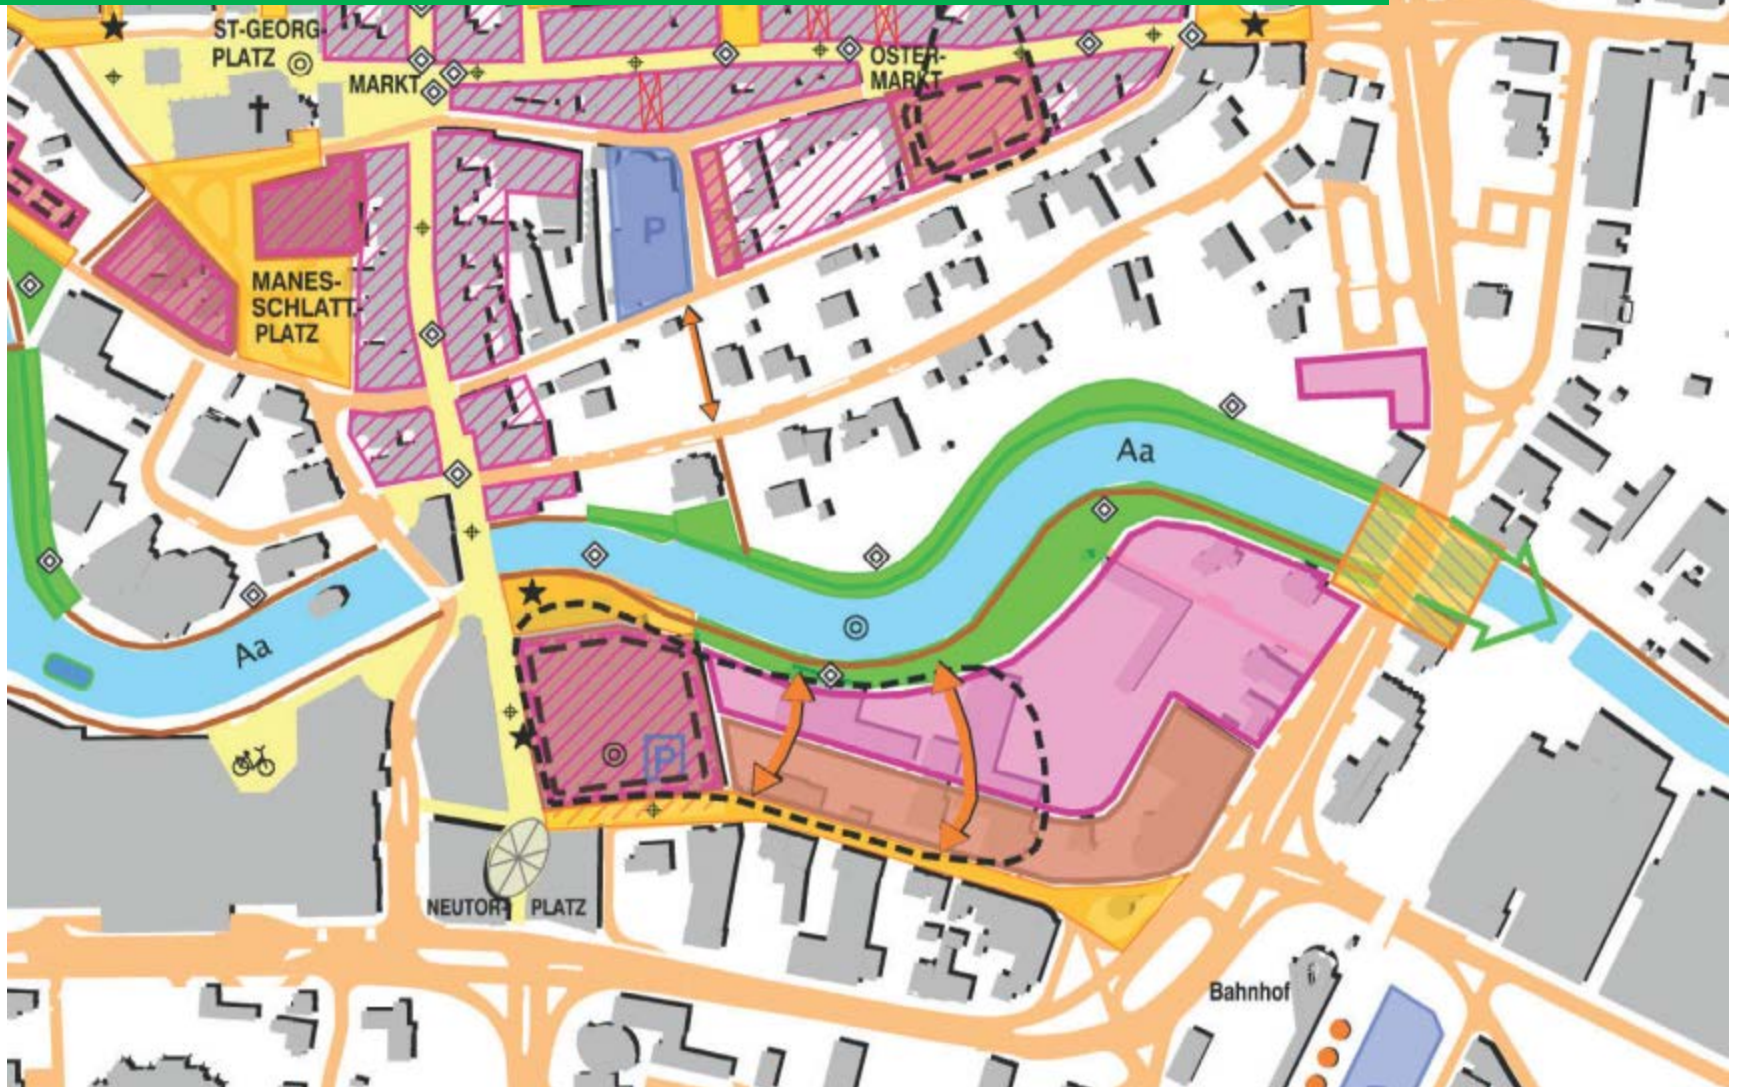 ST-GEORG-
PLATZ
MARKT
OSTER-
MARKT
P
MANES-
SCHLATT-
PLATZ
Aa
Aa
P
NEUTOR-
PLATZ
Bahnhof